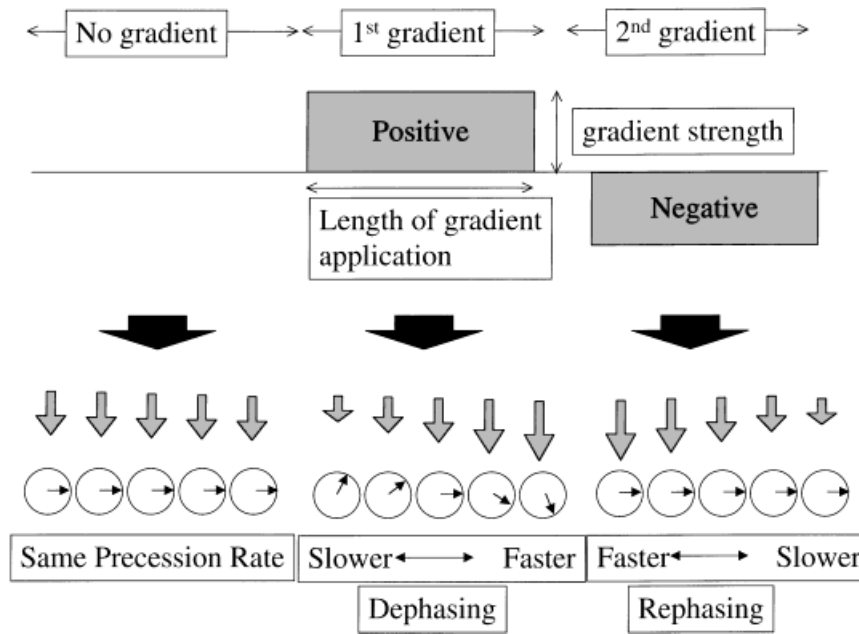 No gradient
1st gradient
2nd gradient
Positive
gradient strength
Negative
Length of gradient
application
Same Precession Rate
Slower
Faster
Faster
Slower
Dephasing
Rephasing